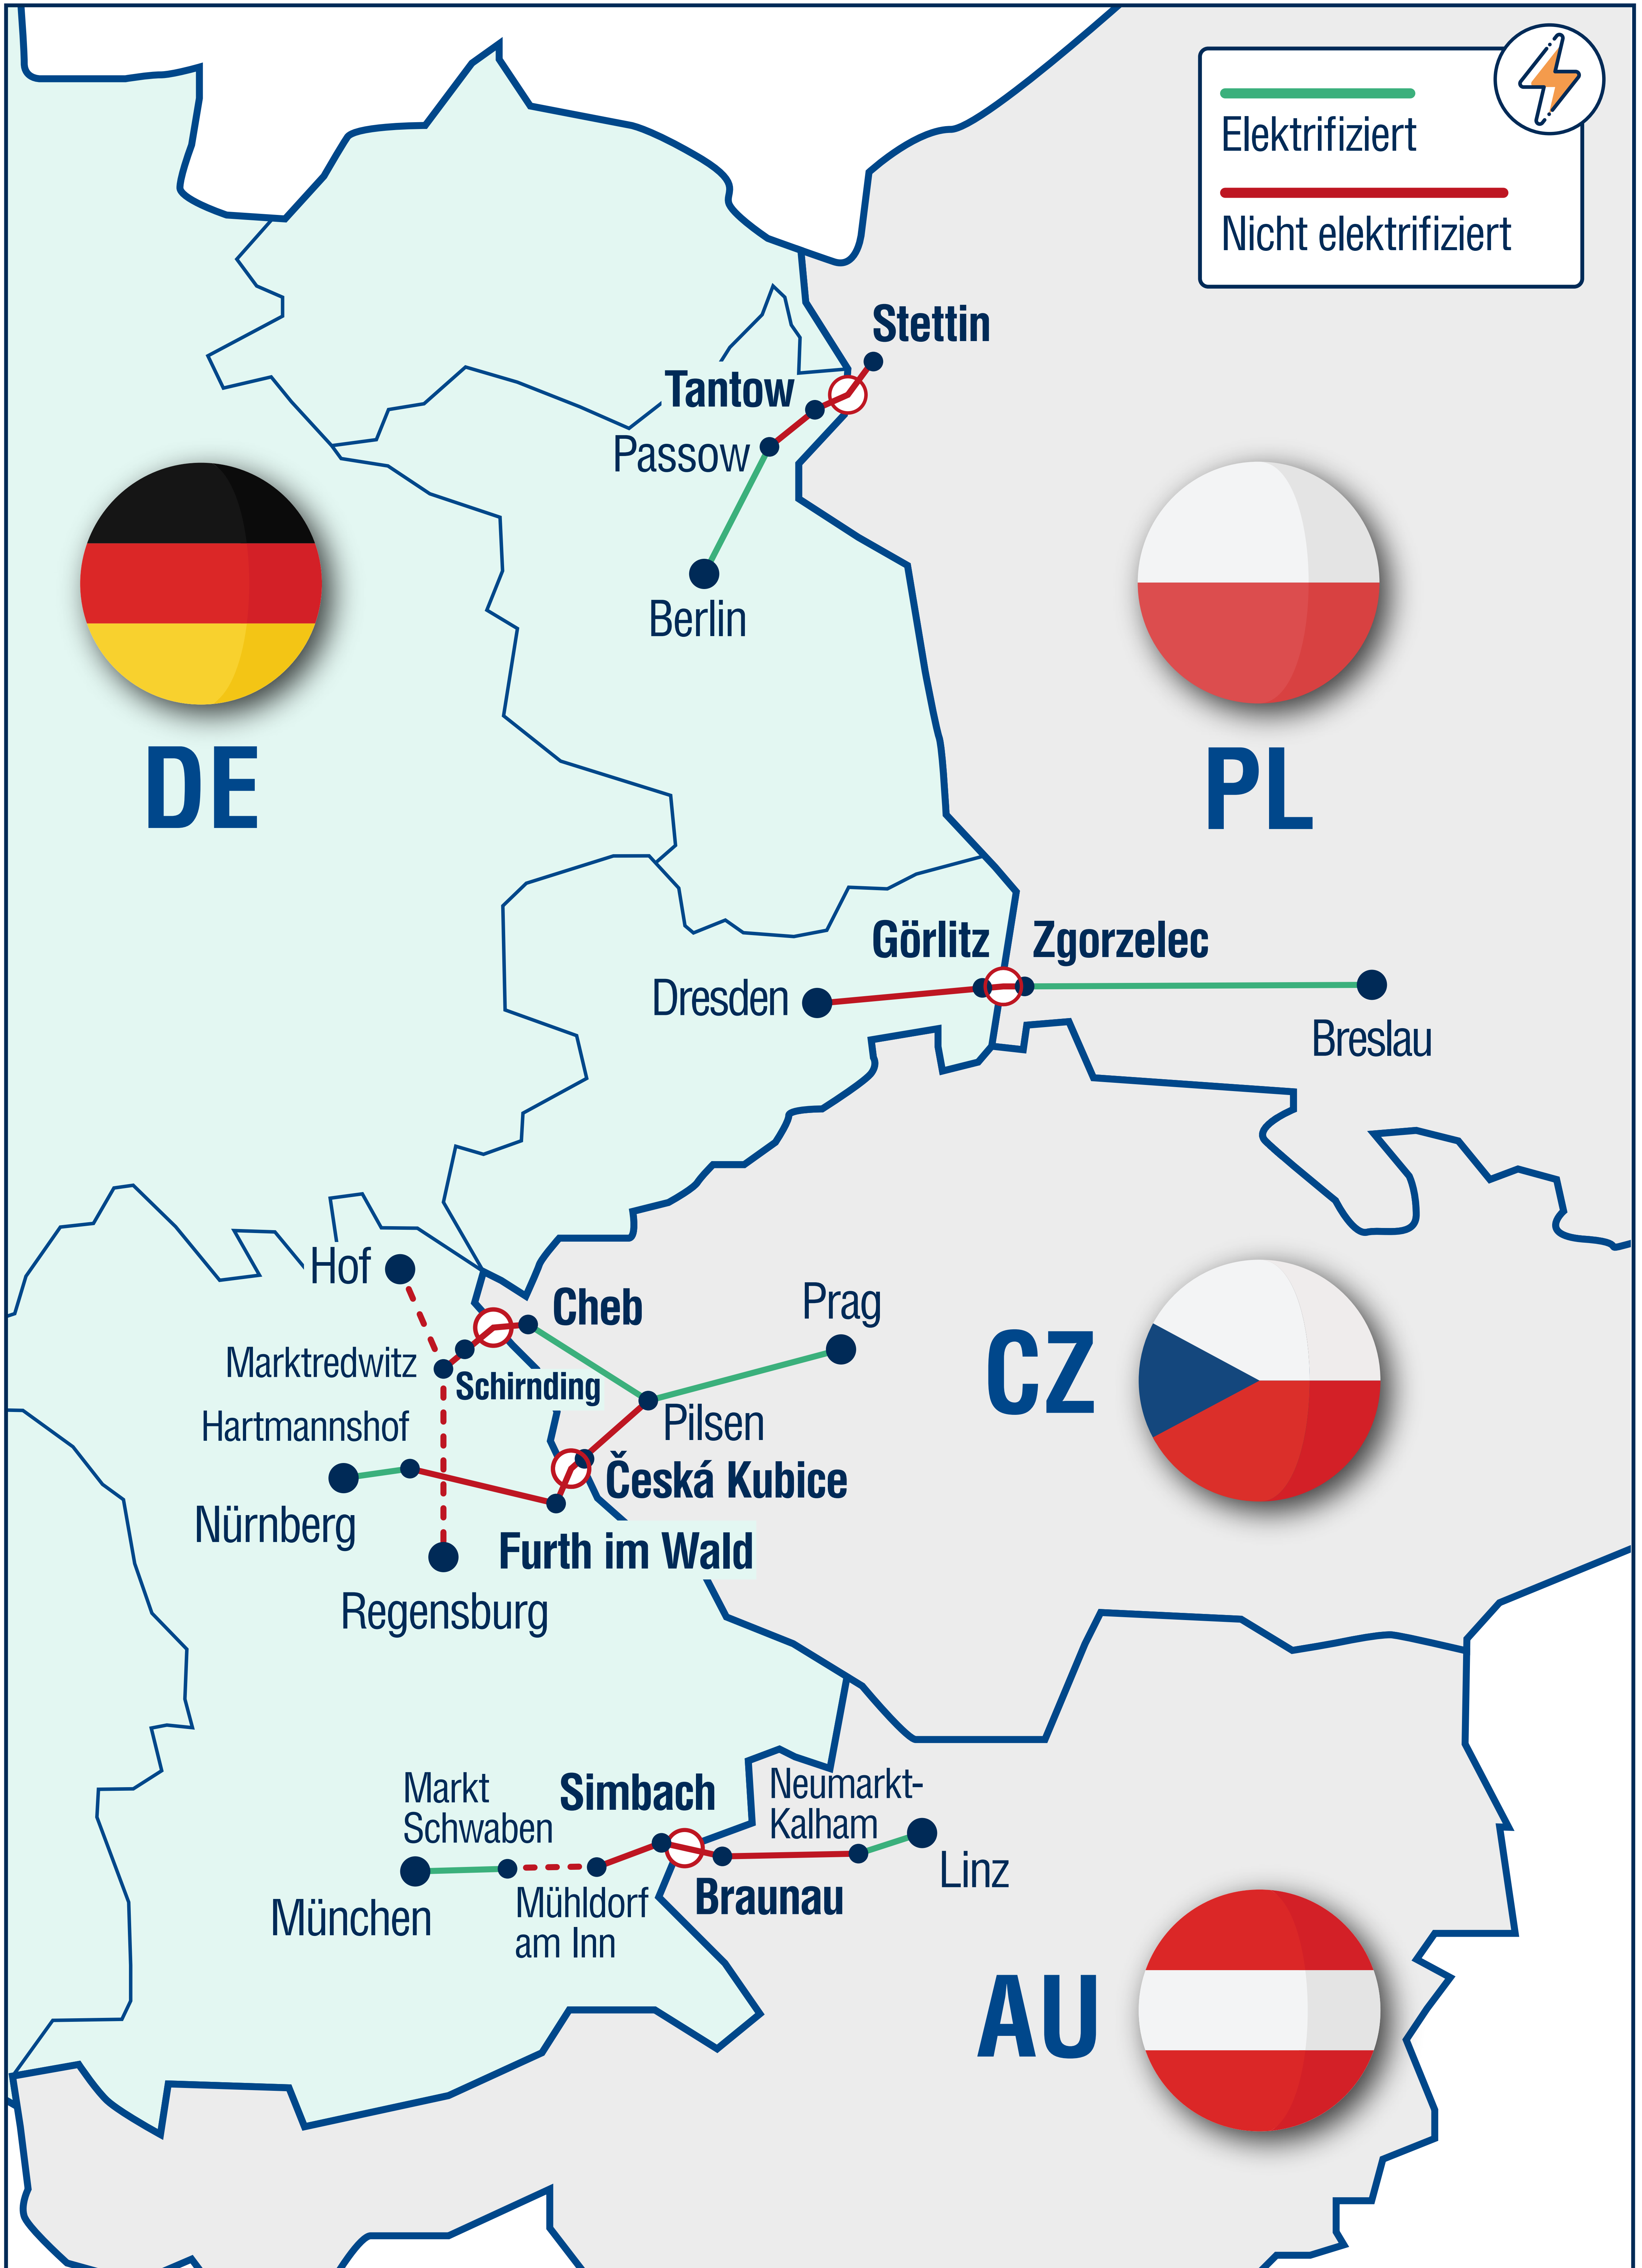 Elektrifiziert
Nicht elektrifiziert
Stettin
Tantow
Passow
Berlin
DE
PL
Görlitz
Zgorzelec
Dresden
Breslau
Hof
Cheb
Prag
Marktredwitz
Schirnding
CZ
Hartmannshof
Pilsen
Česká Kubice
Nürnberg
Furth im Wald
Regensburg
Markt
Schwaben
Simbach
Neumarkt-
Kalham
Linz
München
Mühldorf
am Inn
Braunau
AU